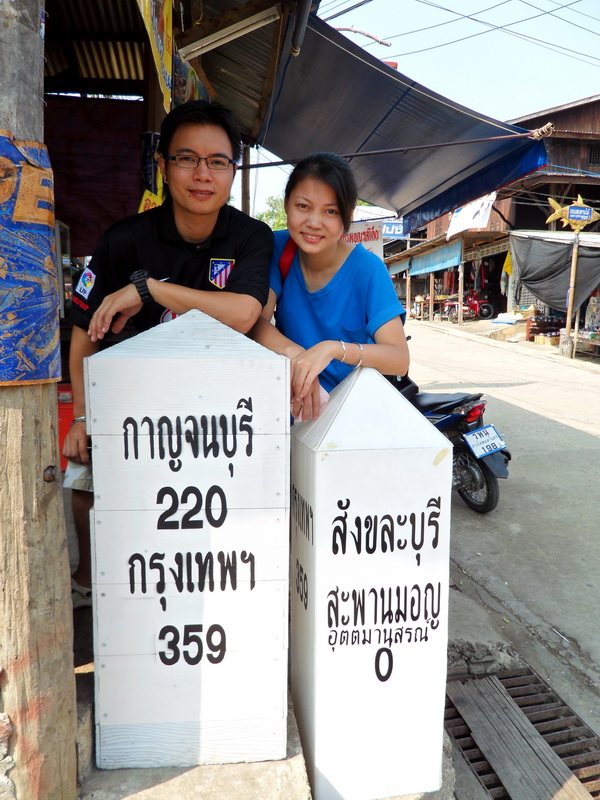 กาญจนบุรี
220
กรุงเทพฯ
359
สังขละบุรี
สะพานมอญ
อุตตมานุสรณ์
0
359
198